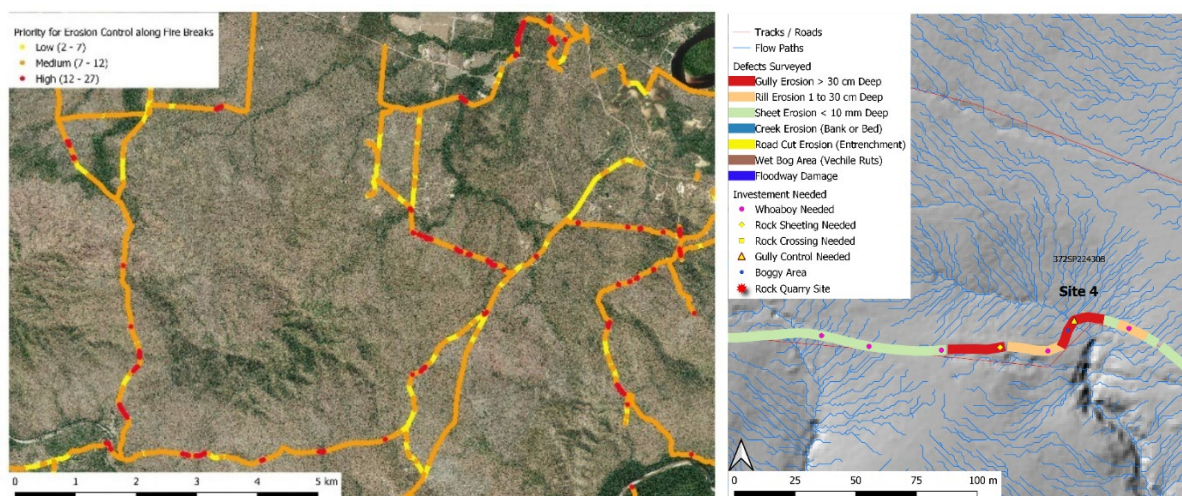 Priority for Erosion Control along Fire Breaks
Low (2 - 7)
Medium (7 - 12)
High (12 - 27)
0 1 2 3 4 5 km
Tracks / Roads
Flow Paths
Defects Surveyed
Gully Erosion > 30 cm Deep
Rill Erosion 1 to 30 cm Deep
Sheet Erosion < 10 mm Deep
Creek Erosion (Bank or Bed)
Road Cut Erosion (Entrenchment)
Wet Bog Area (Vechile Ruts)
Floodway Damage
Investement Needed
Whoaboy Needed
Rock Sheeting Needed
Rock Crossing Needed
Gully Control Needed
Boggy Area
Rock Quarry Site
372SP224308
Site 4
0 25 50 75 100 m